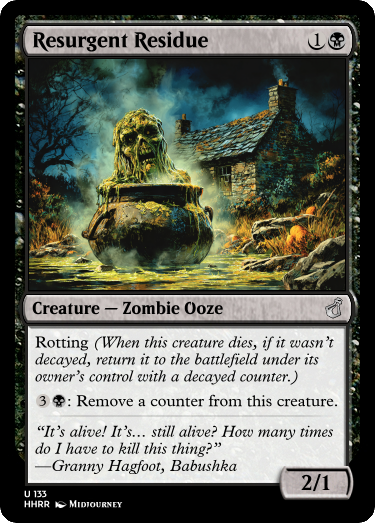 Resurgent Residue 1
Creature — Zombie Ooze
Rotting (When this creature dies, if it wasn't
decayed, return it to the battlefield under its
owner's control with a decayed counter.)
3 : Remove a counter from this creature.
"It's alive! It's… still alive? How many times
do I have to kill this thing?"
—Granny Hagfoot, Babushka
2/1
U 133
HHRR Midjourney